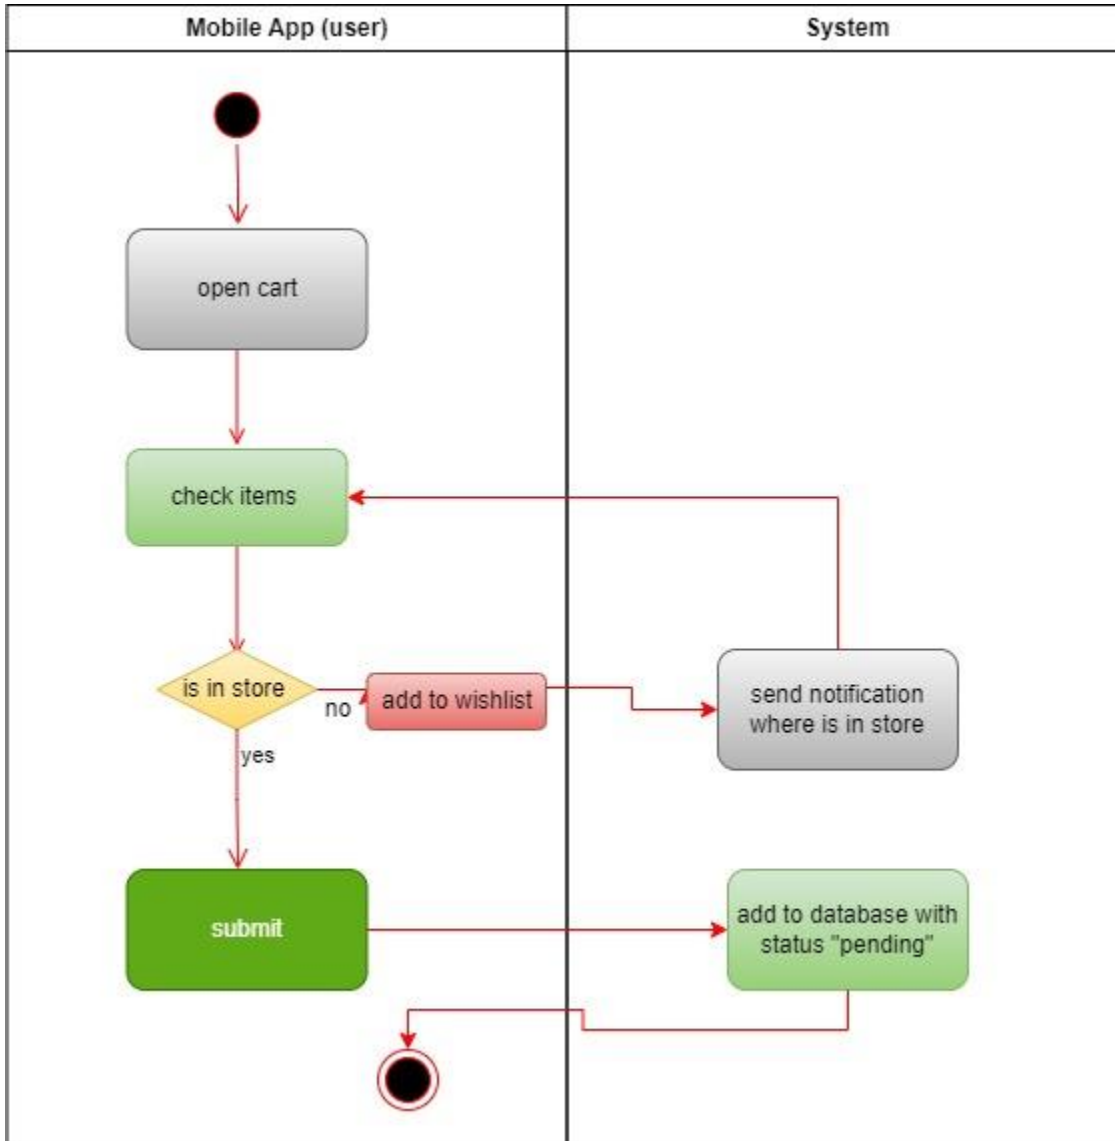 Mobile App (user)
System
open cart
check items
is in store
no
add to wishlist
send notification
where is in store
yes
submit
add to database with
status "pending"